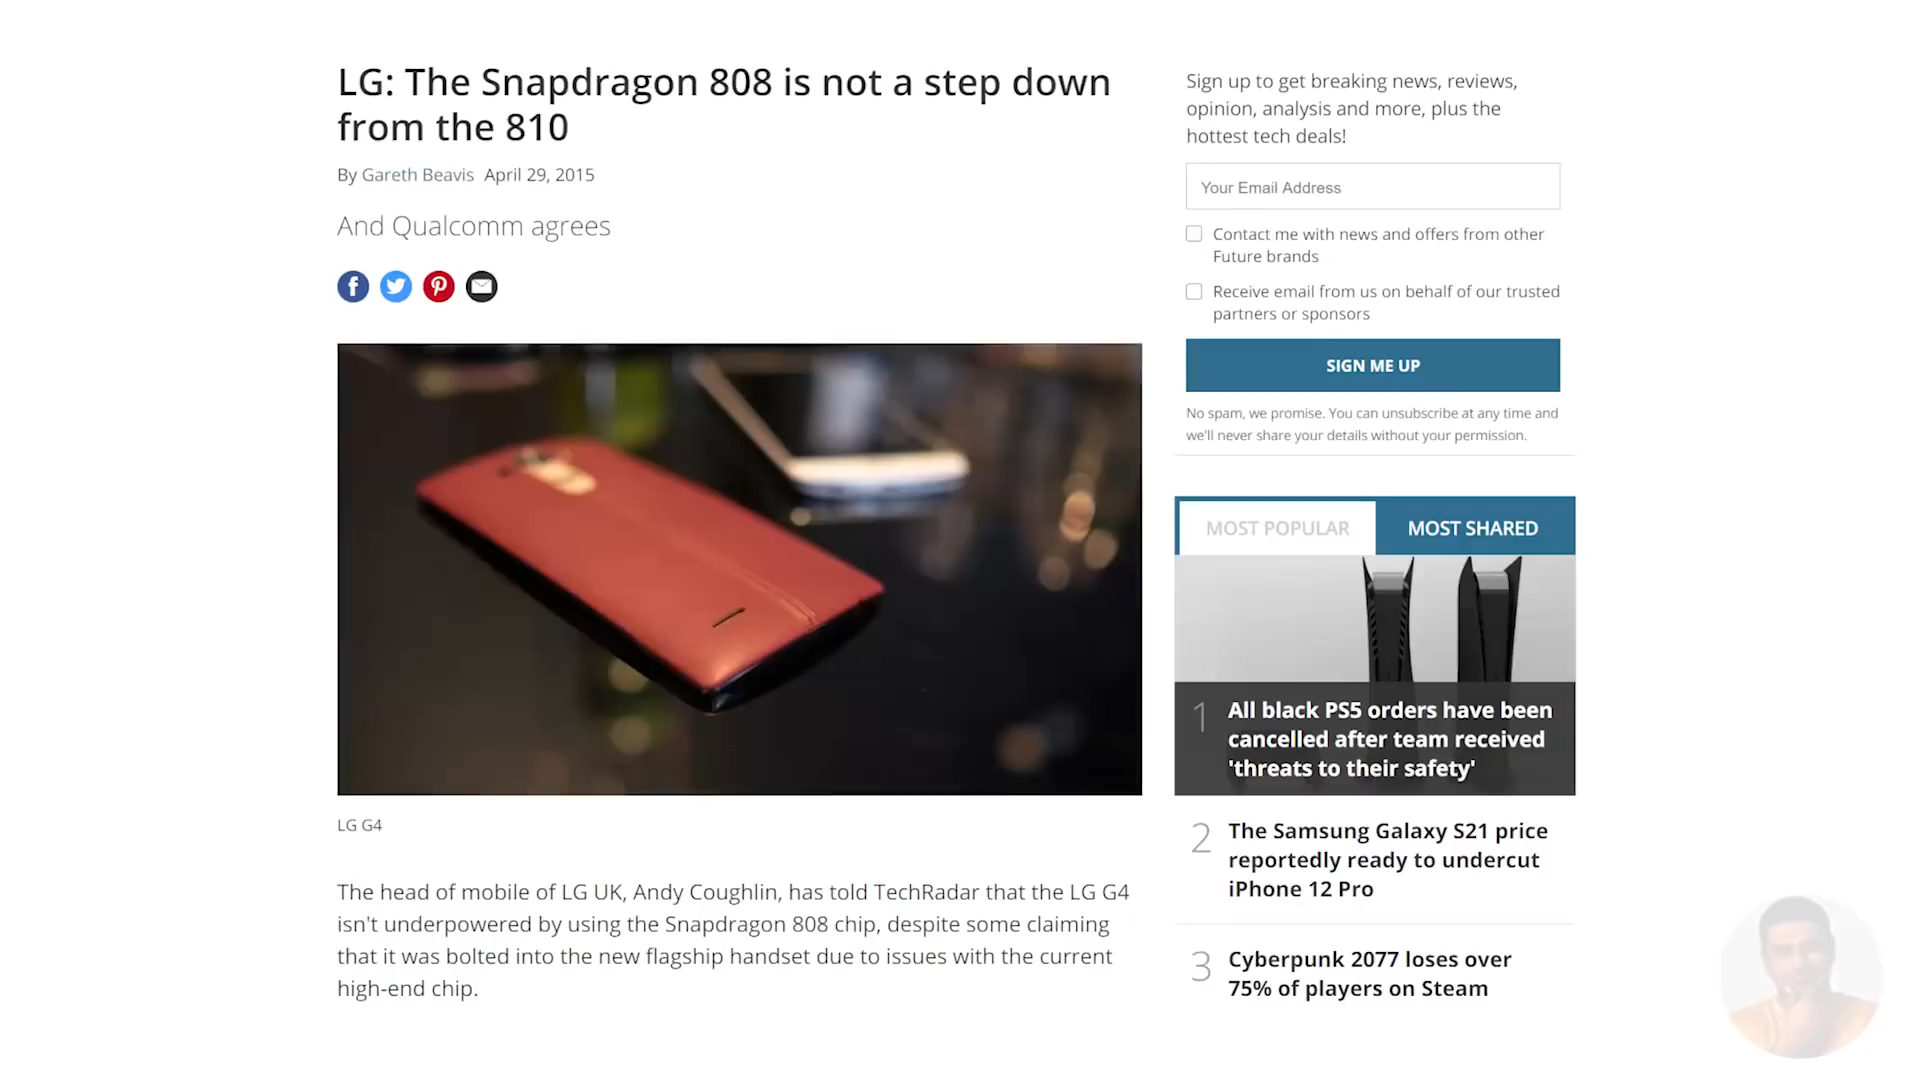 LG: The Snapdragon 808 is not a step down
from the 810
By Gareth Beavis April 29, 2015
And Qualcomm agrees
LG G4
The head of mobile of LG UK, Andy Coughlin, has told TechRadar that the LG G4
isn't underpowered by using the Snapdragon 808 chip, despite some claiming
that it was bolted into the new flagship handset due to issues with the current
high-end chip.
Sign up to get breaking news, reviews,
opinion, analysis and more, plus the
hottest tech deals!
Your Email Address
Contact me with news and offers from other
Future brands
Receive email from us on behalf of our trusted
partners or sponsors
SIGN ME UP
No spam, we promise. You can unsubscribe at any time and
we'll never share your details without your permission.
MOST POPULAR
MOST SHARED
1 All black PS5 orders have been
cancelled after team received
'threats to their safety'
2 The Samsung Galaxy S21 price
reportedly ready to undercut
iPhone 12 Pro
3 Cyberpunk 2077 loses over
75% of players on Steam